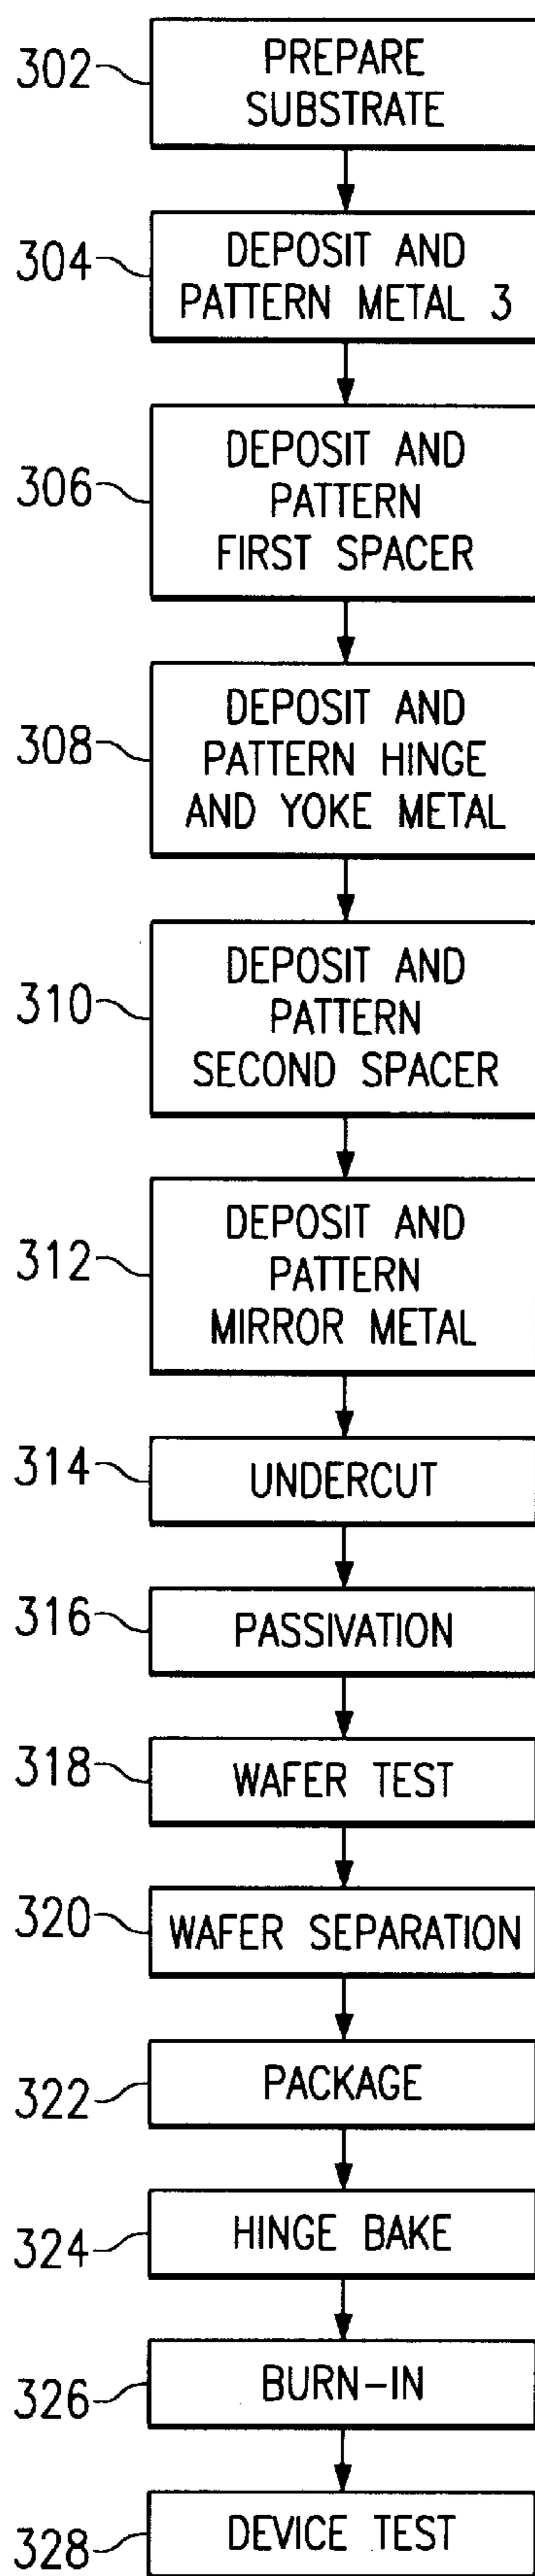 302
PREPARE
SUBSTRATE
304
DEPOSIT AND
PATTERN METAL 3
306
DEPOSIT AND
PATTERN
FIRST SPACER
308
DEPOSIT AND
PATTERN HINGE
AND YOKE METAL
310
DEPOSIT AND
PATTERN
SECOND SPACER
312
DEPOSIT AND
PATTERN
MIRROR METAL
314
UNDERCUT
316
PASSIVATION
318
WAFER TEST
320
WAFER SEPARATION
322
PACKAGE
324
HINGE BAKE
326
BURN-IN
328
DEVICE TEST